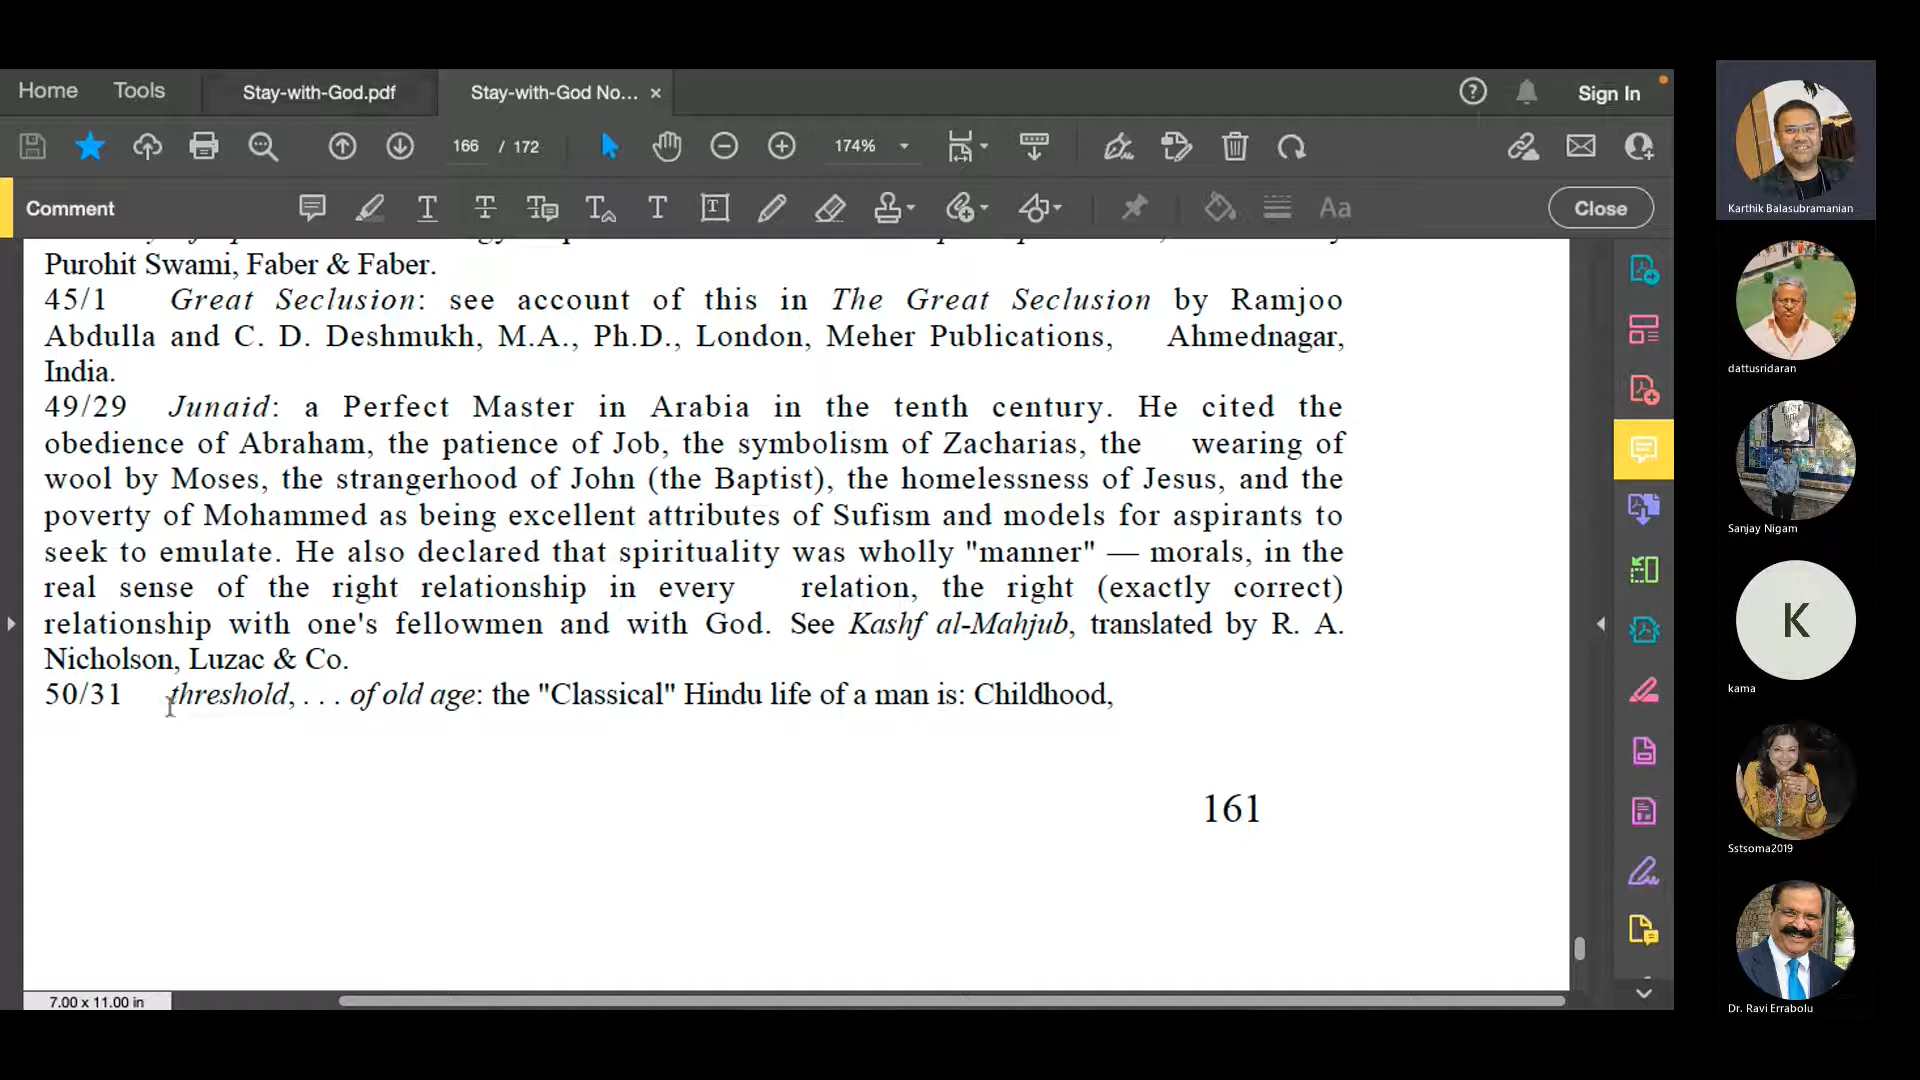 Home Tools Stay-with-God.pdf Stay-with-God No... × Sign In
166 / 172 174%
Comment Close
Purohit Swami, Faber & Faber.
45/1 Great Seclusion: see account of this in The Great Seclusion by Ramjoo
Abdulla and C. D. Deshmukh, M.A., Ph.D., London, Meher Publications, Ahmednagar,
India.
49/29 Junaid: a Perfect Master in Arabia in the tenth century. He cited the
obedience of Abraham, the patience of Job, the symbolism of Zacharias, the wearing of
wool by Moses, the strangerhood of John (the Baptist), the homelessness of Jesus, and the
poverty of Mohammed as being excellent attributes of Sufism and models for aspirants to
seek to emulate. He also declared that spirituality was wholly "manner" — morals, in the
real sense of the right relationship in every relation, the right (exactly correct)
relationship with one's fellowmen and with God. See Kashf al-Mahjub, translated by R. A.
Nicholson, Luzac & Co.
50/31 threshold, . . . of old age: the "Classical" Hindu life of a man is: Childhood,
161
7.00 x 11.00 in
Karthik Balasubramanian
dattusridaran
Sanjay Nigam
K
kama
Sstsoma2019
Dr. Ravi Errabolu